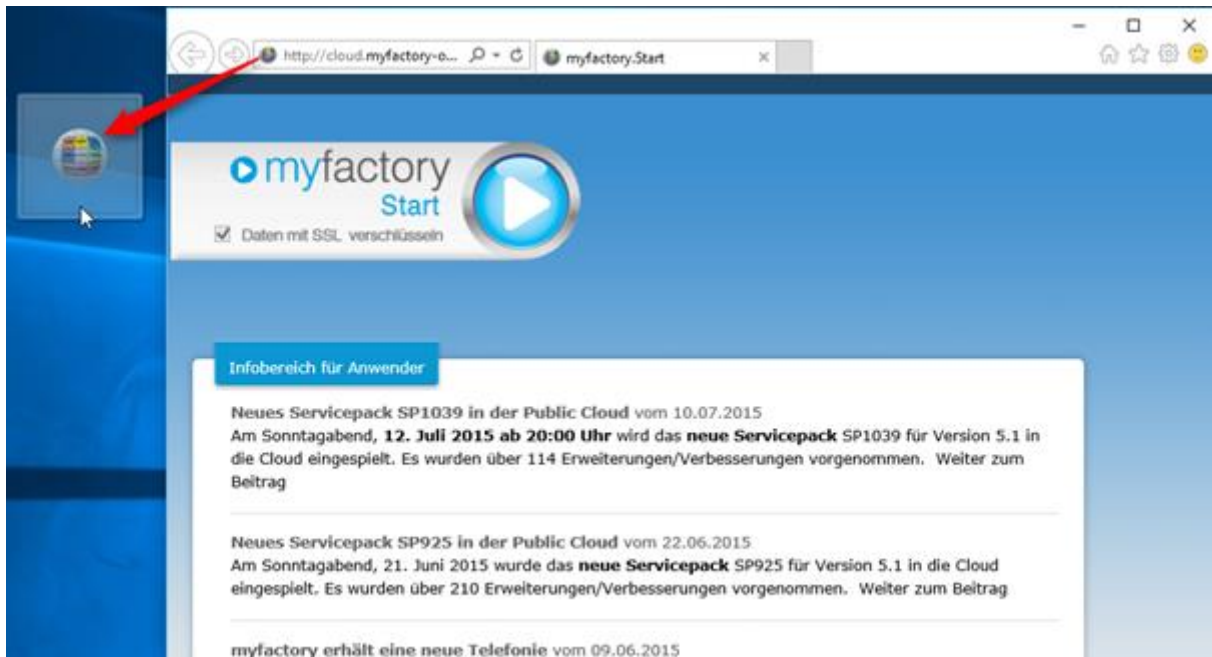 http://cloud.myfactory-o...
myfactory.Start
myfactory
Start
Daten mit SSL verschlüsseln
Infobereich für Anwender
Neues Servicepack SP1039 in der Public Cloud vom 10.07.2015
Am Sonntagabend, 12. Juli 2015 ab 20:00 Uhr wird das neue Servicepack SP1039 für Version 5.1 in
die Cloud eingespielt. Es wurden über 114 Erweiterungen/Verbesserungen vorgenommen. Weiter zum
Beitrag
Neues Servicepack SP925 in der Public Cloud vom 22.06.2015
Am Sonntagabend, 21. Juni 2015 wurde das neue Servicepack SP925 für Version 5.1 in die Cloud
eingespielt. Es wurden über 210 Erweiterungen/Verbesserungen vorgenommen. Weiter zum Beitrag
myfactory erhält eine neue Telefonie vom 09.06.2015